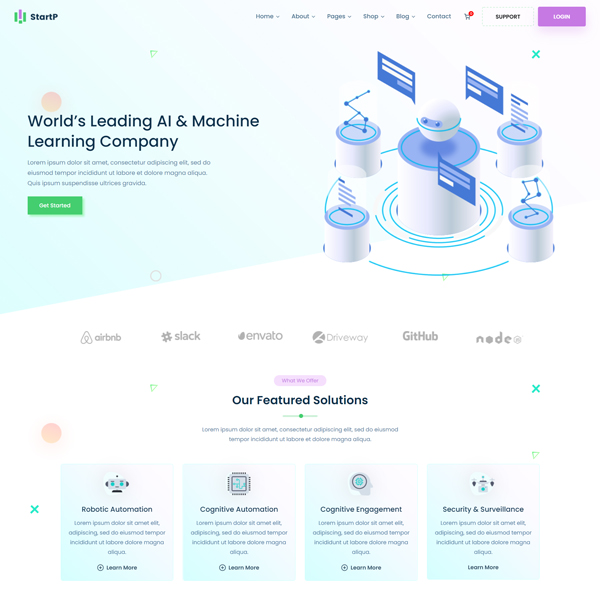 StartP
Home
About
Pages
Shop
Blog
Contact
SUPPORT
LOGIN
World's Leading AI & Machine
Learning Company
Lorem ipsum dolor sit amet, consectetur adipiscing elit, sed do
eiusmod tempor incididunt ut labore et dolore magna aliqua.
Quis ipsum suspendisse ultrices gravida.
Get Started
airbnb
slack
envato
Driveway
GitHub
node
What We Offer
Our Featured Solutions
Lorem ipsum dolor sit amet, consectetur adipiscing elit, sed do eiusmod
tempor incididunt ut labore et dolore magna aliqua.
Robotic Automation
Lorem ipsum dolor sit amet elit,
adipiscing, sed do eiusmod tempor
incididunt ut labore dolore magna
aliqua.
Learn More
Cognitive Automation
Lorem ipsum dolor sit amet elit,
adipiscing, sed do eiusmod tempor
incididunt ut labore dolore magna
aliqua.
Learn More
Cognitive Engagement
Lorem ipsum dolor sit amet elit,
adipiscing, sed do eiusmod tempor
incididunt ut labore dolore magna
aliqua.
Learn More
Security & Surveillance
Lorem ipsum dolor sit amet elit,
adipiscing, sed do eiusmod tempor
incididunt ut labore dolore magna
aliqua.
Learn More